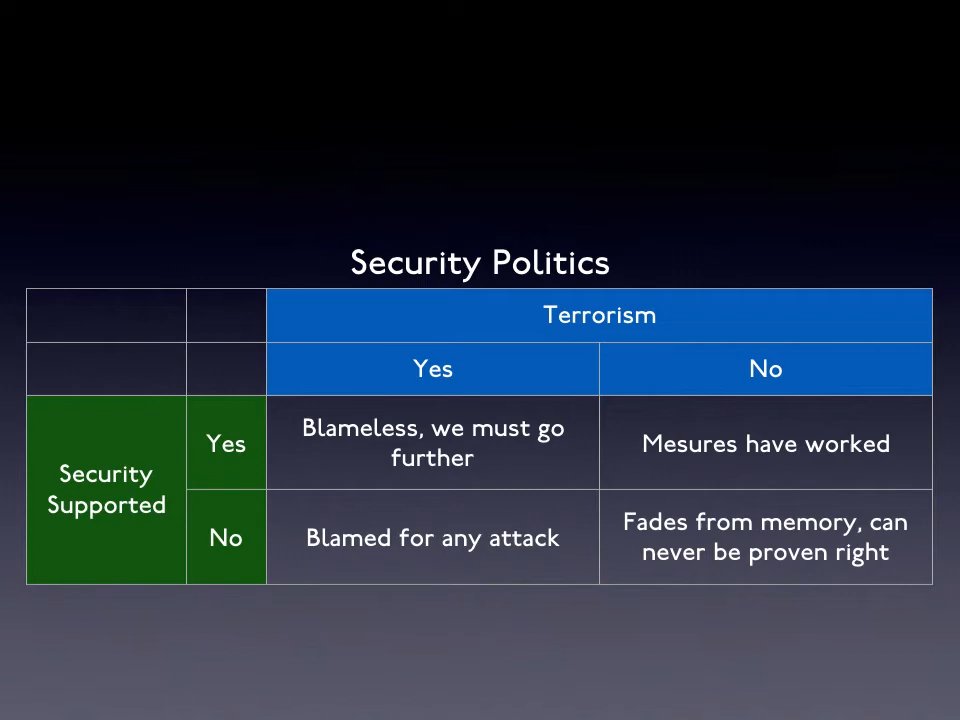 Security Politics
Terrorism
Yes
No
Security
Supported
Yes
Blameless, we must go
further
Mesures have worked
No
Blamed for any attack
Fades from memory, can
never be proven right